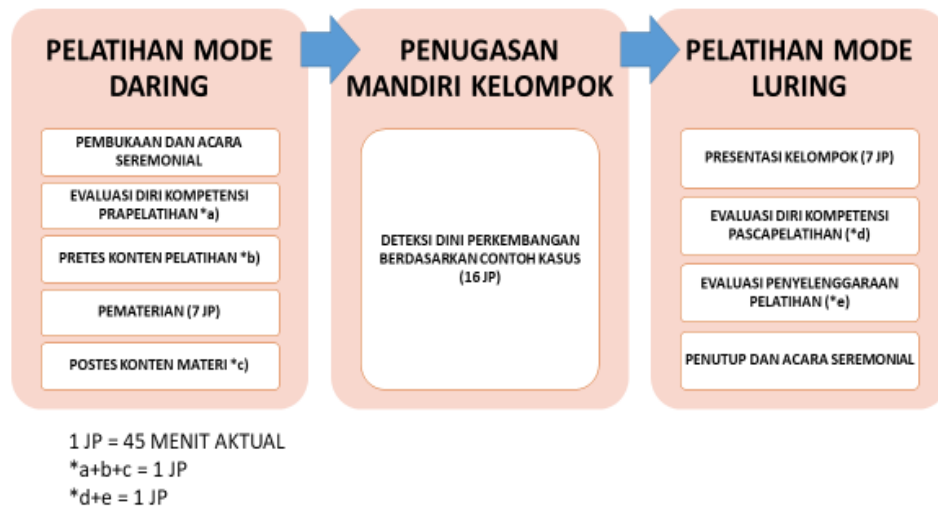 PELATIHAN MODE
DARING
PEMBUKAAN DAN ACARA
SEREMONIAL
EVALUASI DIRI KOMPETENSI
PRAPELATIHAN *a)
PRETES KONTEN PELATIHAN *b)
PEMATERIAN (7 JP)
POSTES KONTEN MATERI *c)
PENUGASAN
MANDIRI KELOMPOK
DETEKSI DINI PERKEMBANGAN
BERDASARKAN CONTOH KASUS
(16 JP)
PELATIHAN MODE
LURING
PRESENTASI KELOMPOK (7 JP)
EVALUASI DIRI KOMPETENSI
PASCAPELATIHAN (*d)
EVALUASI PENYELENGGARAAN
PELATIHAN (*e)
PENUTUP DAN ACARA SEREMONIAL
1 JP = 45 MENIT AKTUAL
*a+b+c = 1 JP
*d+e = 1 JP